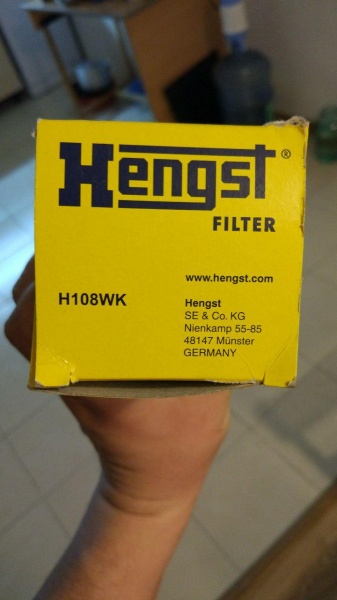 Hengst®
FILTER
www.hengst.com
H108WK
Hengst
SE & Co. KG
Nienkamp 55-85
48147 Münster
GERMANY